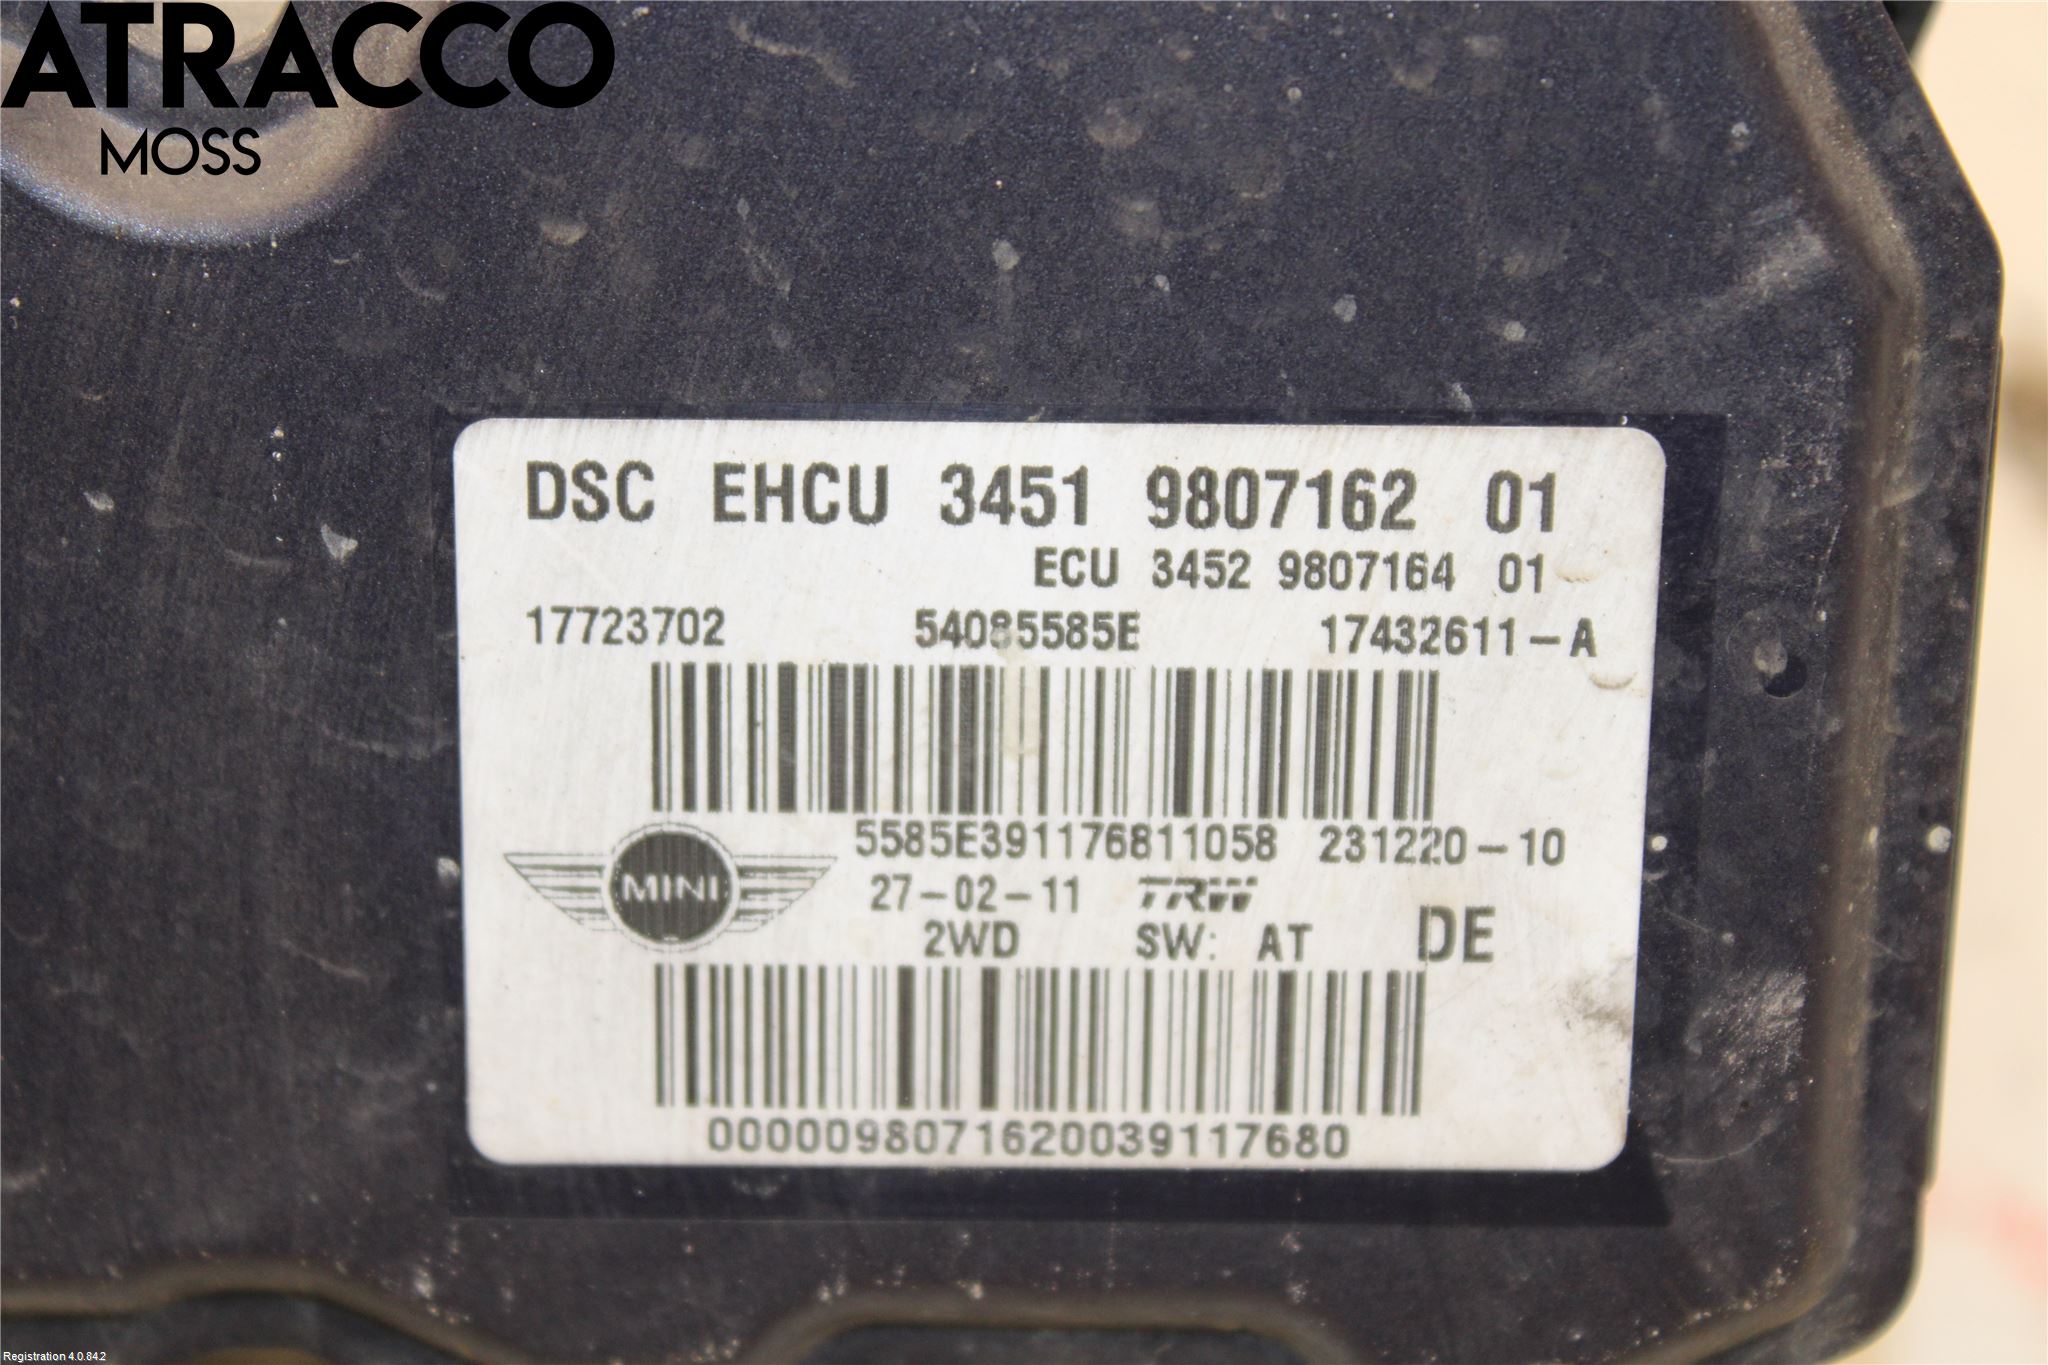 ATRACCO
MOSS
DSC EHCU 3451 9807162 01
ECU 3452 9807164 01
17723702 54085585E 17432611-A
5585E391176811058 231220-10
MINI
27-02-11 TRW
2WD SW: AT DE
0000098071620039117680
Registration 4.0.84.2